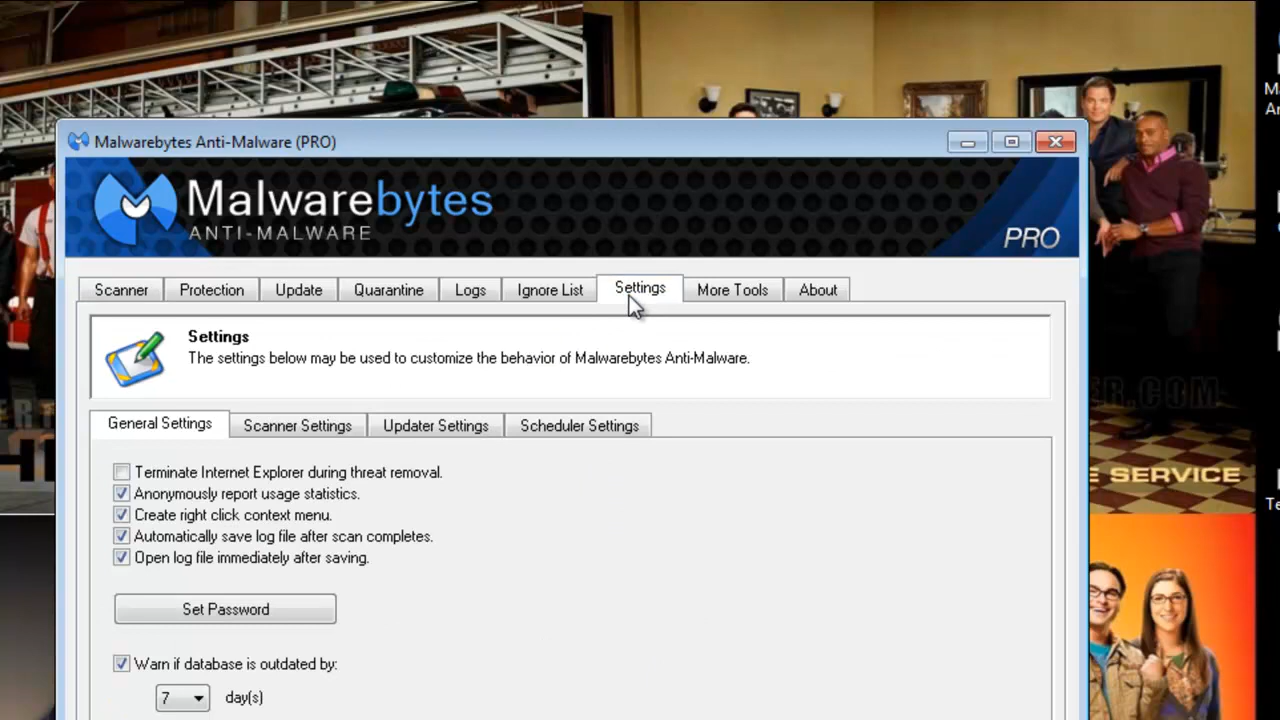 Malwarebytes Anti-Malware (PRO)
Malwarebytes
ANTI-MALWARE
PRO
Scanner Protection Update Quarantine Logs Ignore List Settings More Tools About
Settings
The settings below may be used to customize the behavior of Malwarebytes Anti-Malware.
General Settings Scanner Settings Updater Settings Scheduler Settings
Terminate Internet Explorer during threat removal.
Anonymously report usage statistics.
Create right click context menu.
Automatically save log file after scan completes.
Open log file immediately after saving.
Set Password
Warn if database is outdated by:
7 day(s)
ER.COM
E SERVICE